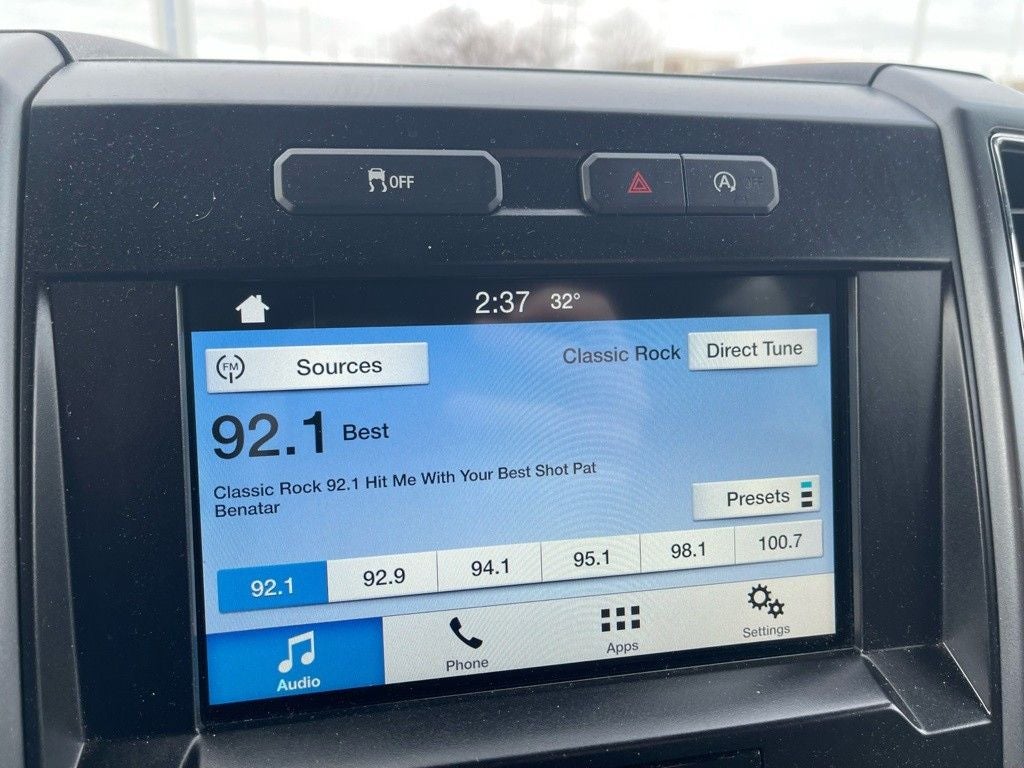 OFF
A
2:37 32°
FM Sources
Classic Rock
Direct Tune
92.1 Best
Classic Rock 92.1 Hit Me With Your Best Shot Pat
Benatar
Presets
92.1 92.9 94.1 95.1 98.1 100.7
Audio Phone Apps Settings